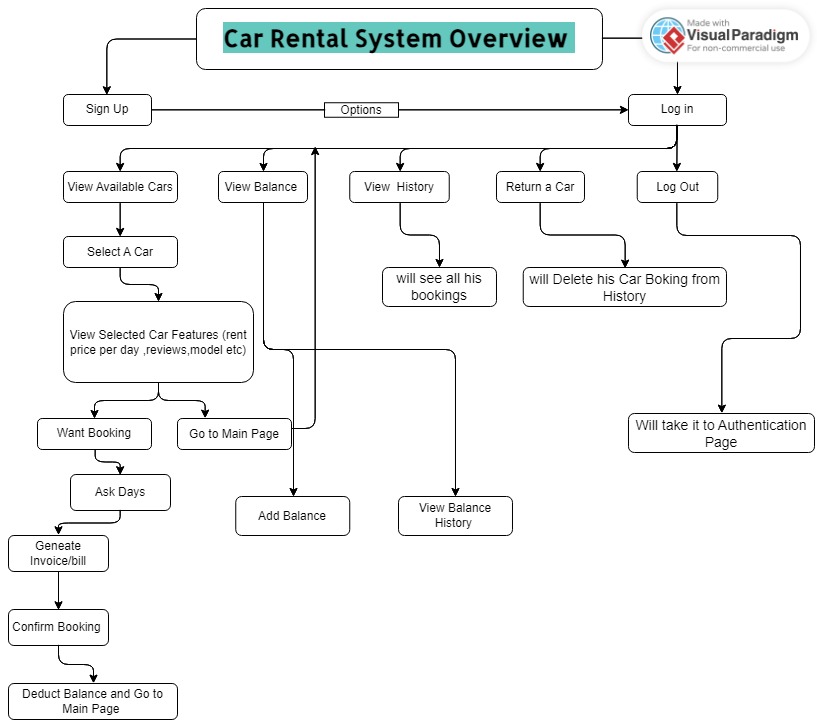 Car Rental System Overview
Made with
Visual Paradigm
For non-commercial use
Sign Up
Options
Log in
View Available Cars
View Balance
View History
Return a Car
Log Out
Select A Car
will see all his
bookings
will Delete his Car Boking from
History
View Selected Car Features (rent
price per day ,reviews,model etc)
Want Booking
Go to Main Page
Will take it to Authentication
Page
Ask Days
Add Balance
View Balance
History
Geneate
Invoice/bill
Confirm Booking
Deduct Balance and Go to
Main Page